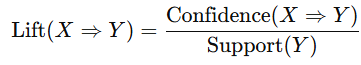 Lift(X ⇒ Y) = Confidence(X ⇒ Y) / Support(Y)